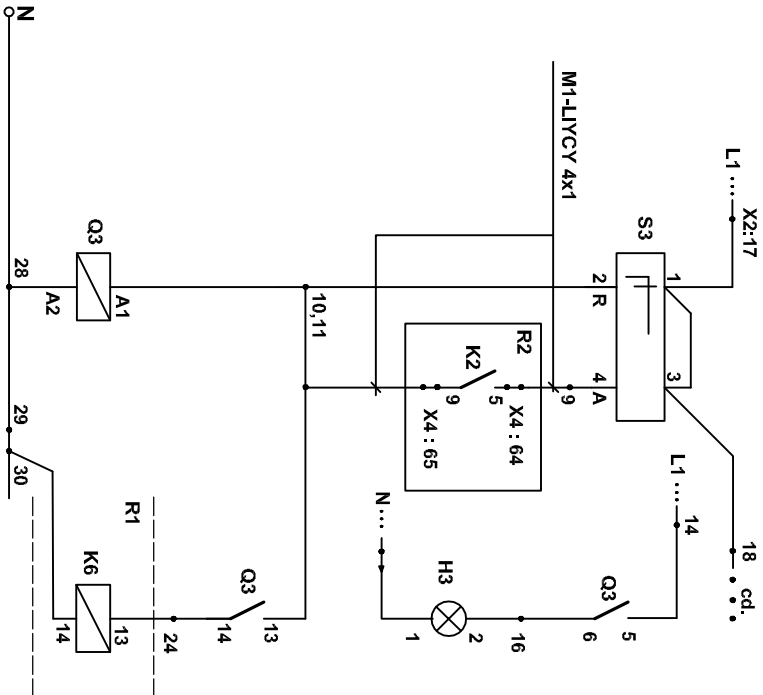 L1
X2:17
S3
1
3
18
cd.
2 R
4 A
M1-LIYCY 4x1
9
L1
14
R2
X4 : 64
5
K2
9
X4 : 65
Q3
5
6
16
N
H3
2
1
10,11
Q3
A1
A2
28
Q3
13
14
24
R1
K6
13
14
29
30
N